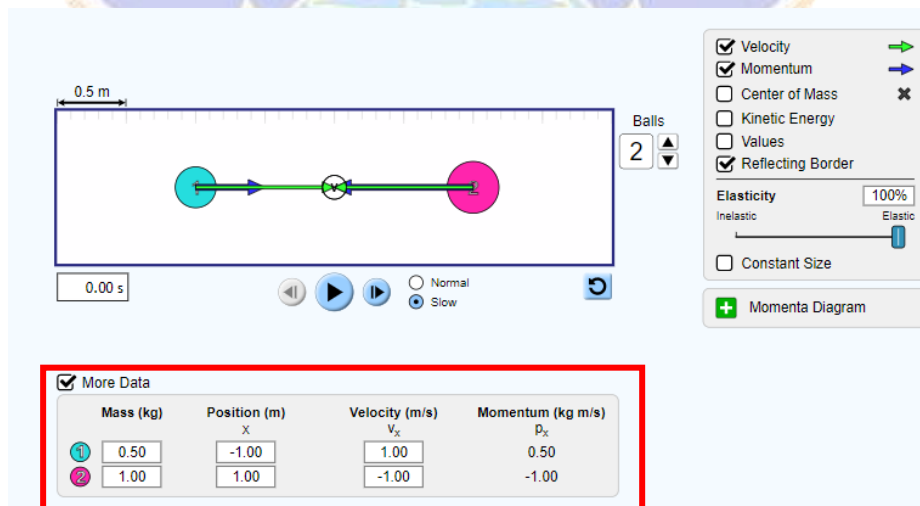 Velocity
Momentum
Center of Mass
Kinetic Energy
Values
Reflecting Border
Elasticity 100%
Inelastic Elastic
Constant Size
Momenta Diagram
0.5 m
Balls
2
1 v 2
0.00 s
Normal
Slow
More Data
Mass (kg) Position (m) Velocity (m/s) Momentum (kg m/s)
x vₓ pₓ
1 0.50 -1.00 1.00 0.50
2 1.00 1.00 -1.00 -1.00